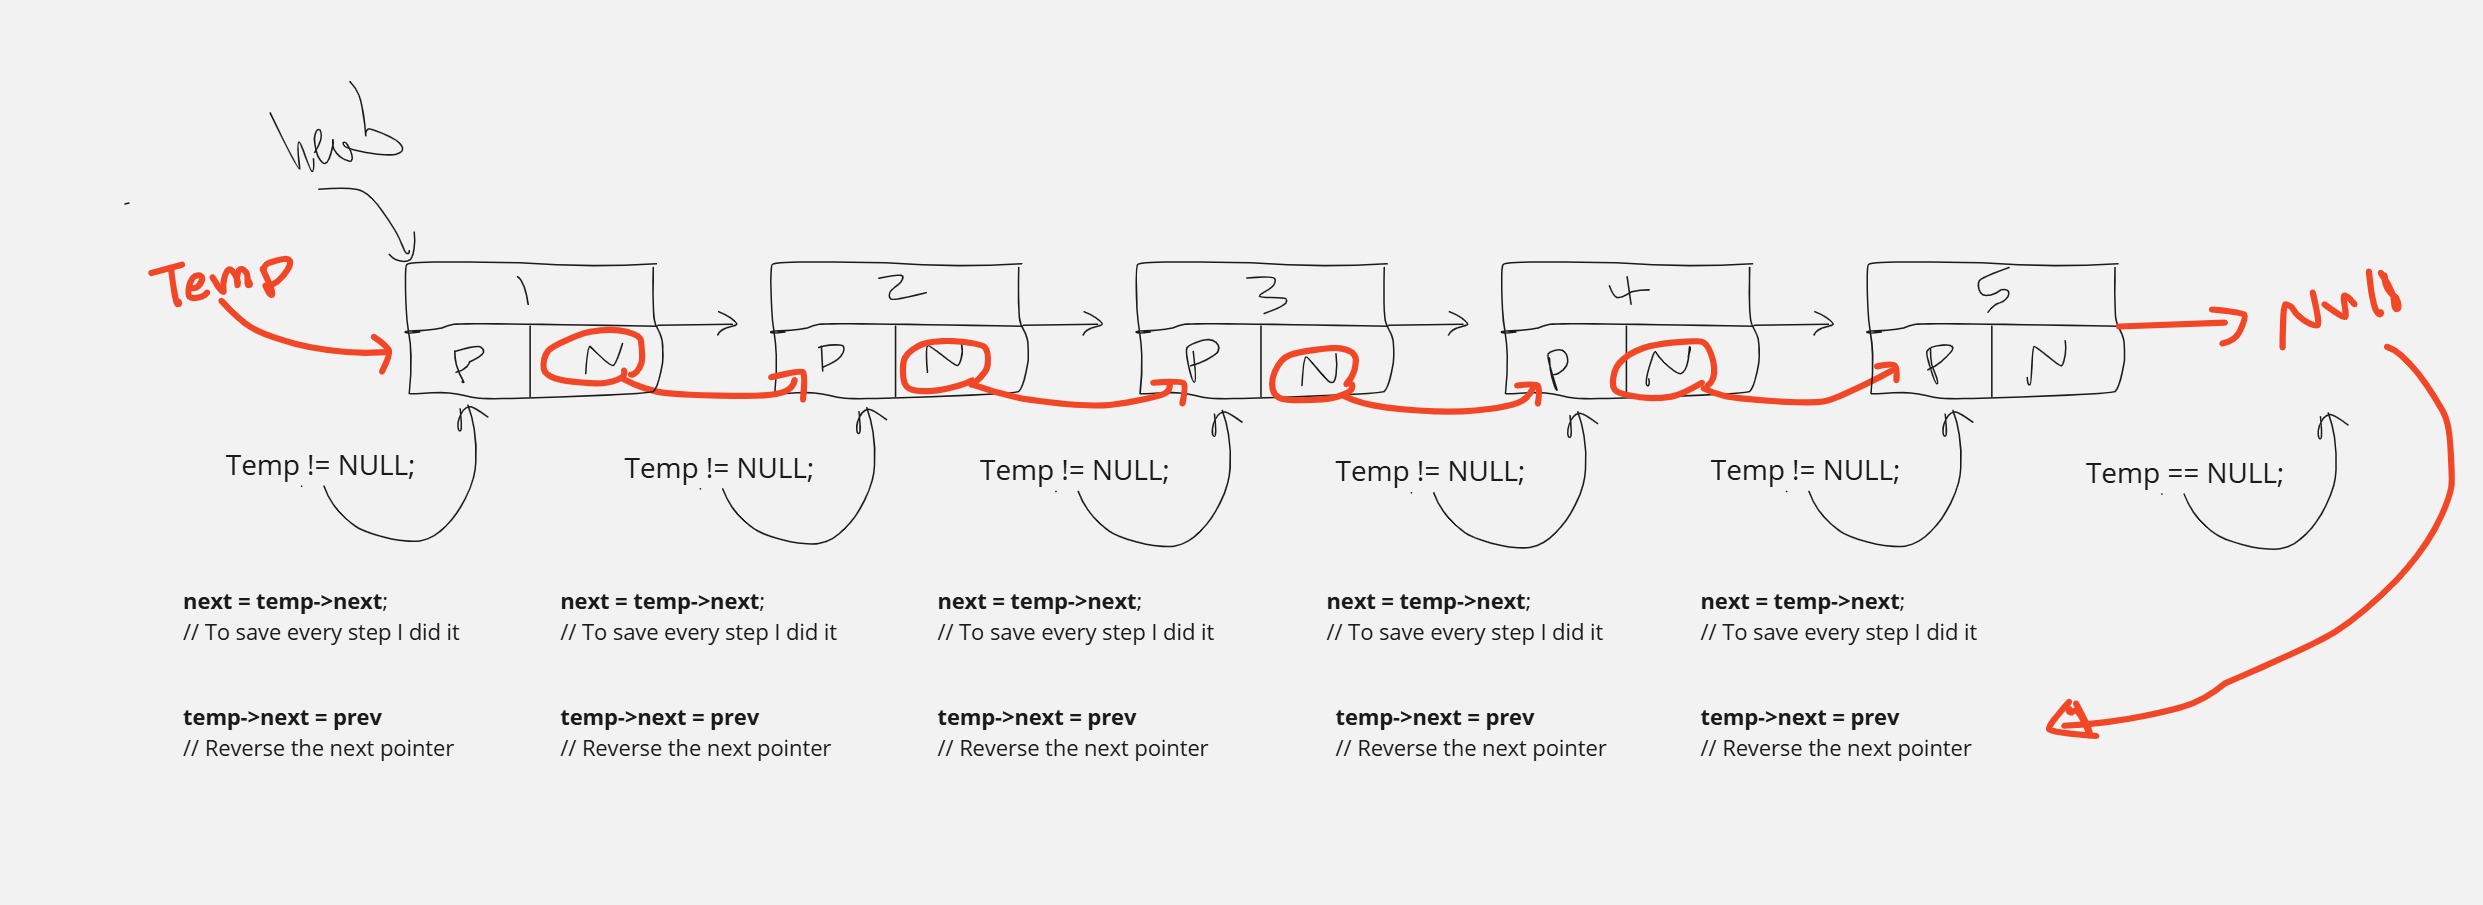 head
Temp
1
2
3
4
5
Null
P
N
P
N
P
N
P
N
P
N
Temp != NULL;
Temp != NULL;
Temp != NULL;
Temp != NULL;
Temp != NULL;
Temp == NULL;
next = temp->next;
// To save every step I did it
next = temp->next;
// To save every step I did it
next = temp->next;
// To save every step I did it
next = temp->next;
// To save every step I did it
next = temp->next;
// To save every step I did it
temp->next = prev
// Reverse the next pointer
temp->next = prev
// Reverse the next pointer
temp->next = prev
// Reverse the next pointer
temp->next = prev
// Reverse the next pointer
temp->next = prev
// Reverse the next pointer